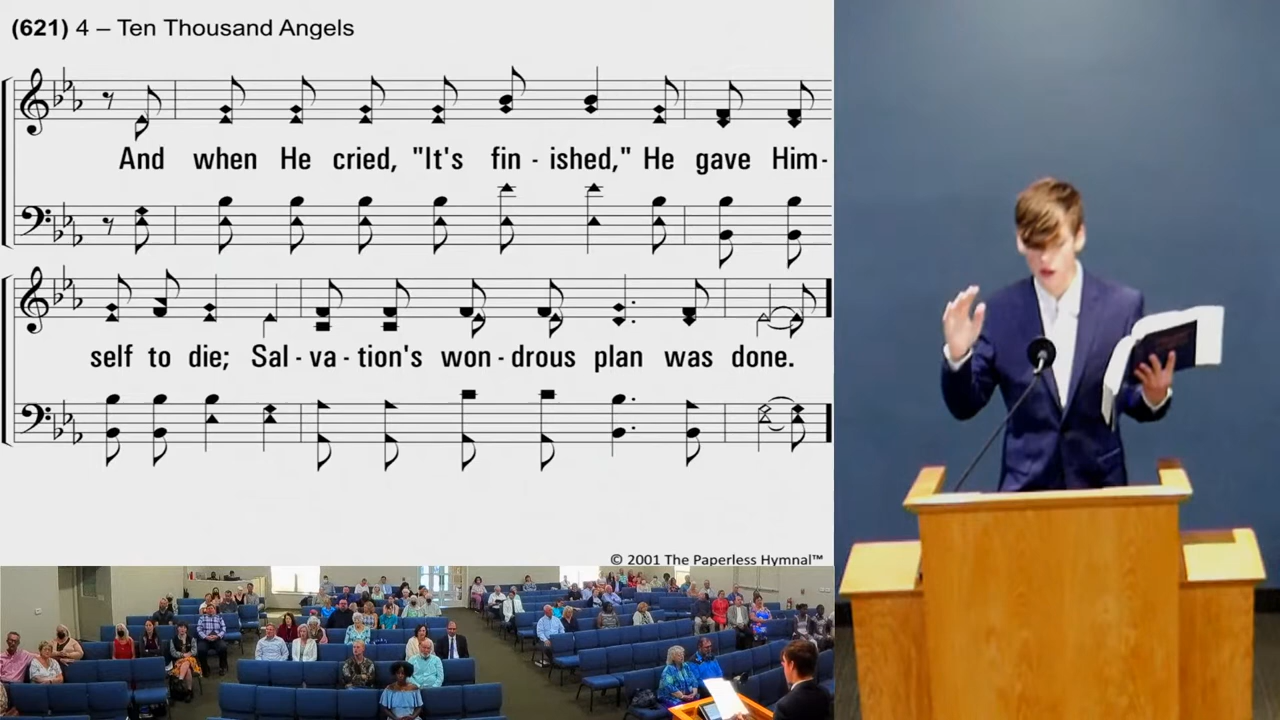 (621) 4 – Ten Thousand Angels
And when He cried, "It's fin - ished," He gave Him-
self to die; Sal - va - tion's won - drous plan was done.
© 2001 The Paperless Hymnal™